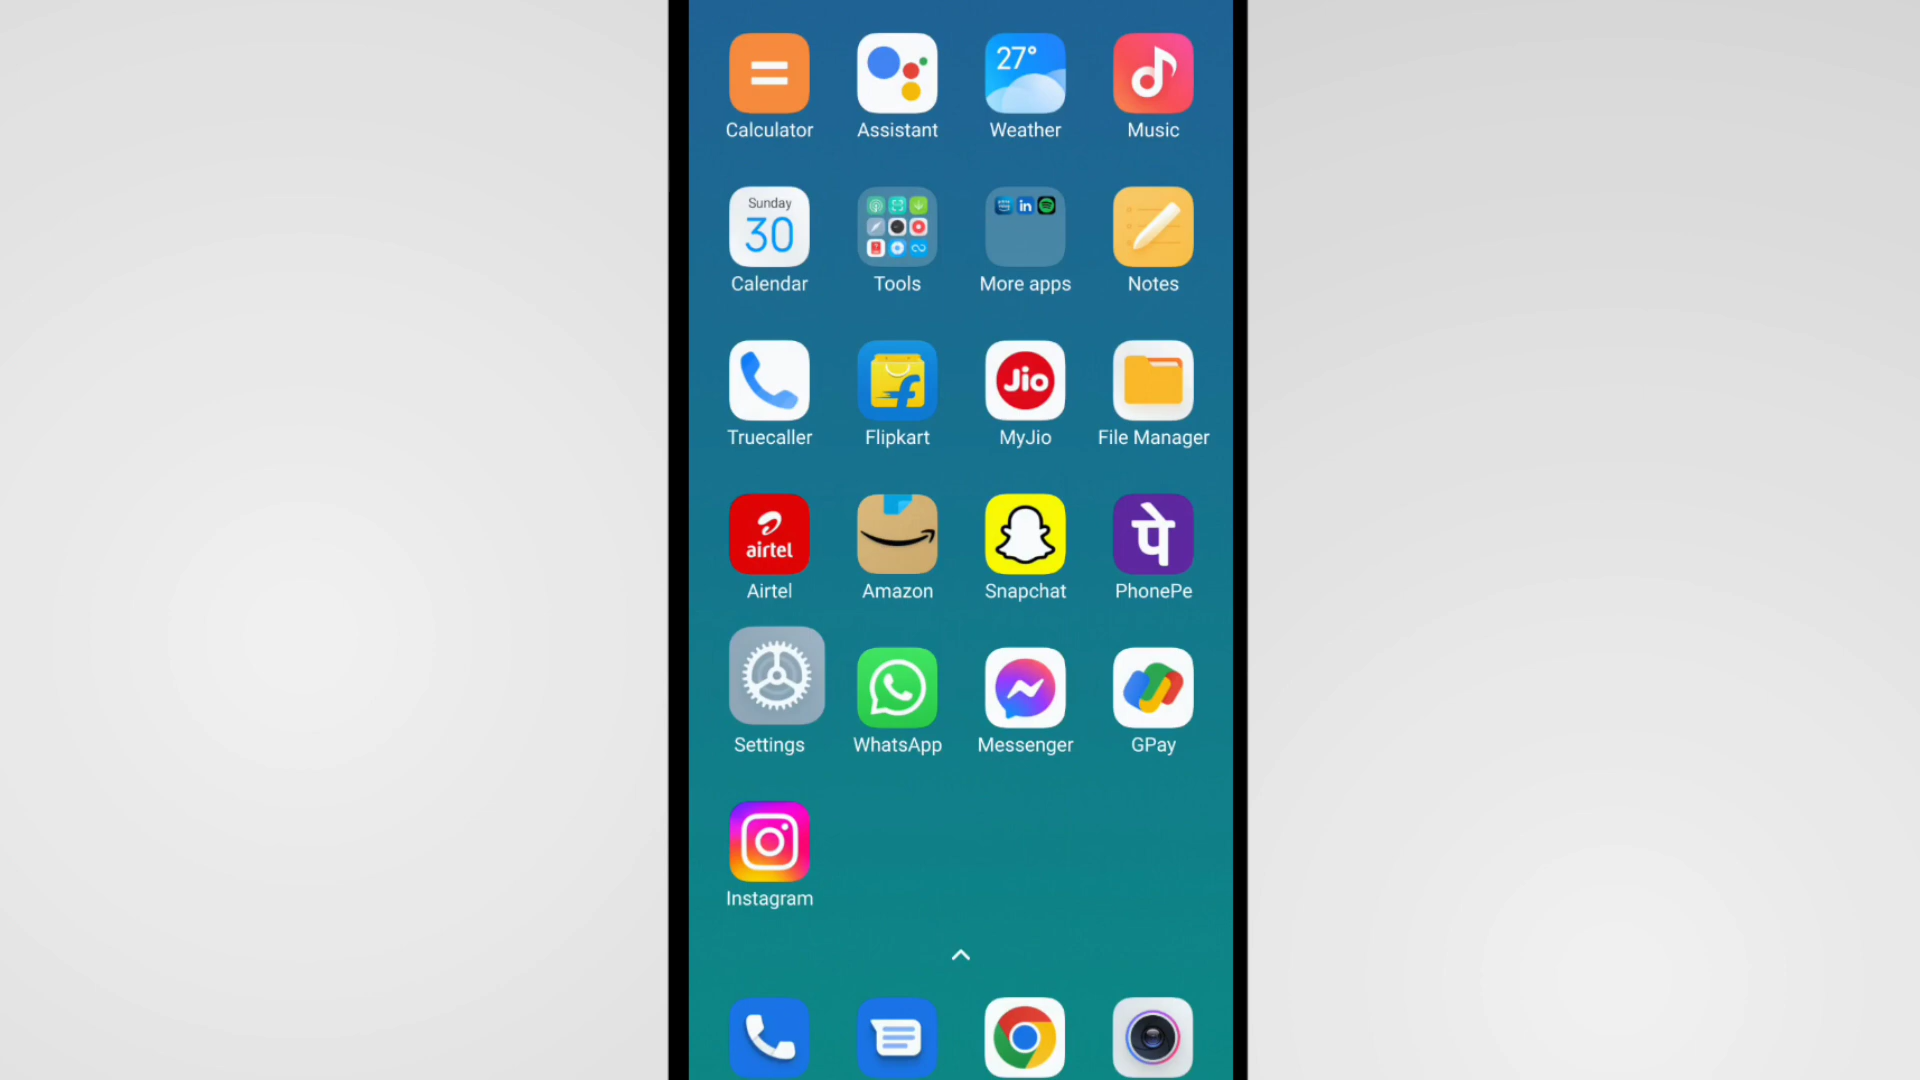 27°
Calculator
Assistant
Weather
Music
Sunday
30
in
Calendar
Tools
More apps
Notes
Jio
Truecaller
Flipkart
MyJio
File Manager
airtel
पे
Airtel
Amazon
Snapchat
PhonePe
Settings
WhatsApp
Messenger
GPay
Instagram